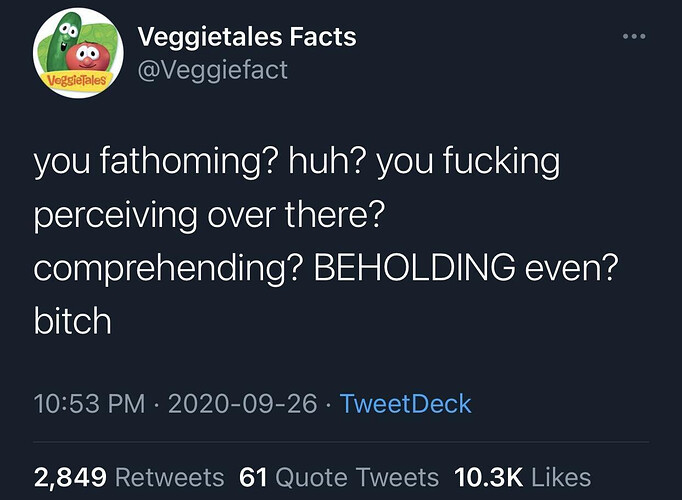 VeggieTales
Veggietales Facts
@Veggiefact
you fathoming? huh? you fucking
perceiving over there?
comprehending? BEHOLDING even?
bitch
10:53 PM · 2020-09-26 · TweetDeck
2,849 Retweets 61 Quote Tweets 10.3K Likes